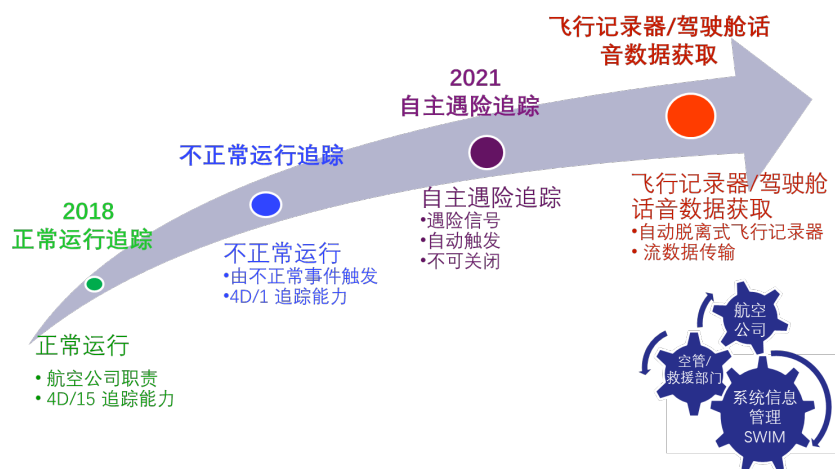 飞行记录器/驾驶舱话
音数据获取
2021
自主遇险追踪
不正常运行追踪
2018
正常运行追踪
飞行记录器/驾驶舱
话音数据获取
•自动脱离式飞行记录器
• 流数据传输
自主遇险追踪
•遇险信号
•自动触发
•不可关闭
不正常运行
•由不正常事件触发
•4D/1 追踪能力
正常运行
• 航空公司职责
• 4D/15 追踪能力
航空
公司
空管/
救援部门
系统信息
管理
SWIM